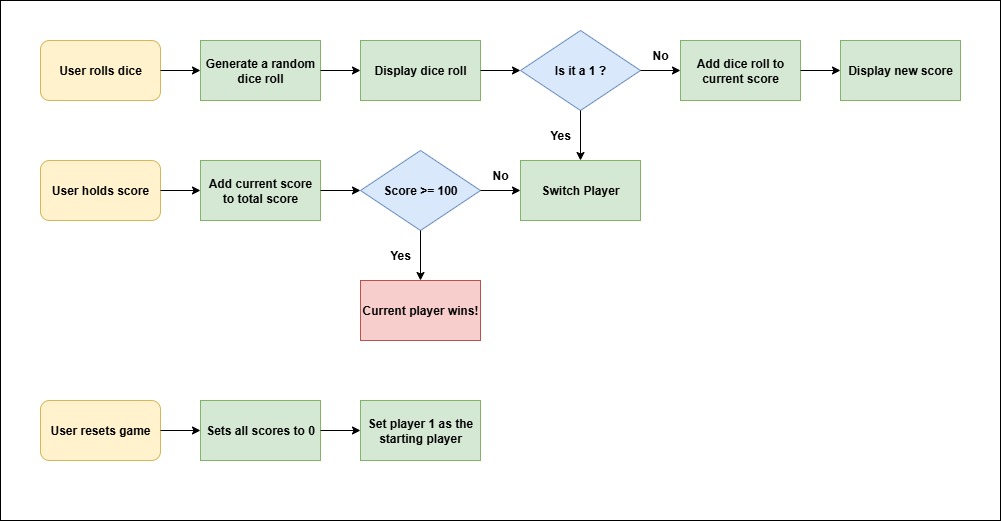 User rolls dice
Generate a random
dice roll
Display dice roll
Is it a 1 ?
No
Add dice roll to
current score
Display new score
Yes
User holds score
Add current score
to total score
Score >= 100
No
Switch Player
Yes
Current player wins!
User resets game
Sets all scores to 0
Set player 1 as the
starting player